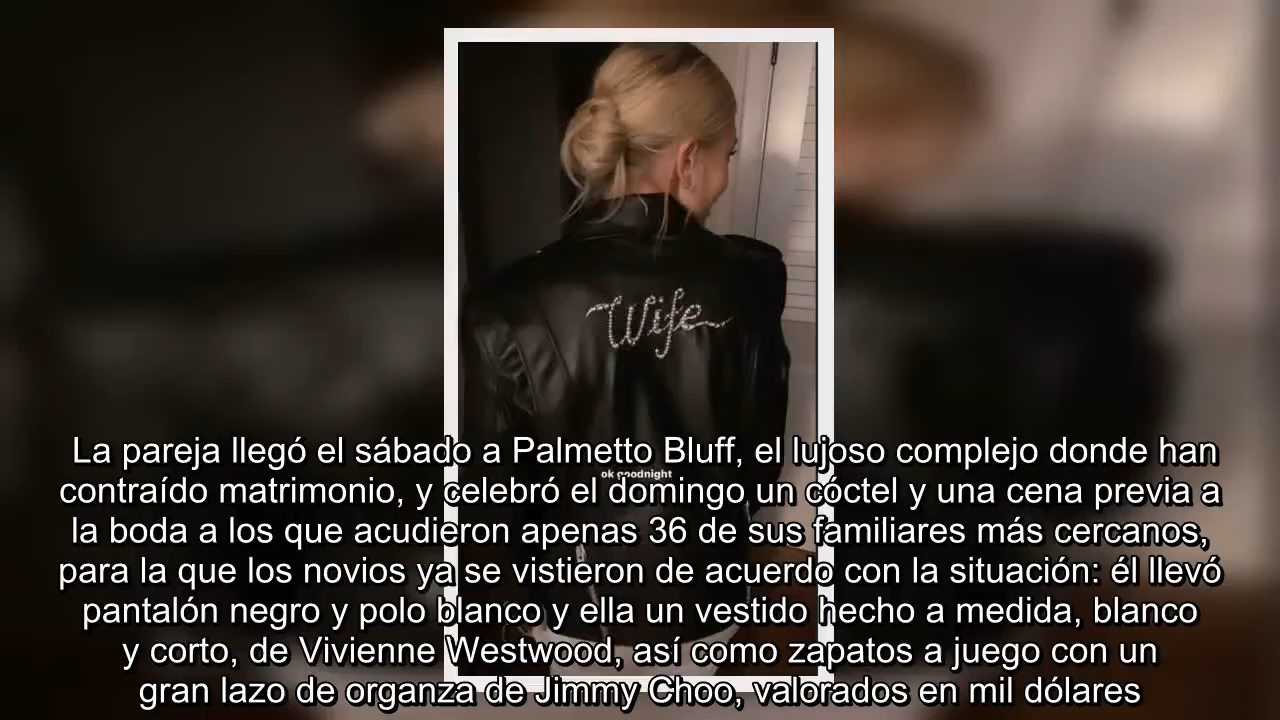 Wife
La pareja llegó el sábado a Palmetto Bluff, el lujoso complejo donde han
ok goodnight
contraído matrimonio, y celebró el domingo un cóctel y una cena previa a
la boda a los que acudieron apenas 36 de sus familiares más cercanos,
para la que los novios ya se vistieron de acuerdo con la situación: él llevó
pantalón negro y polo blanco y ella un vestido hecho a medida, blanco
y corto, de Vivienne Westwood, así como zapatos a juego con un
gran lazo de organza de Jimmy Choo, valorados en mil dólares